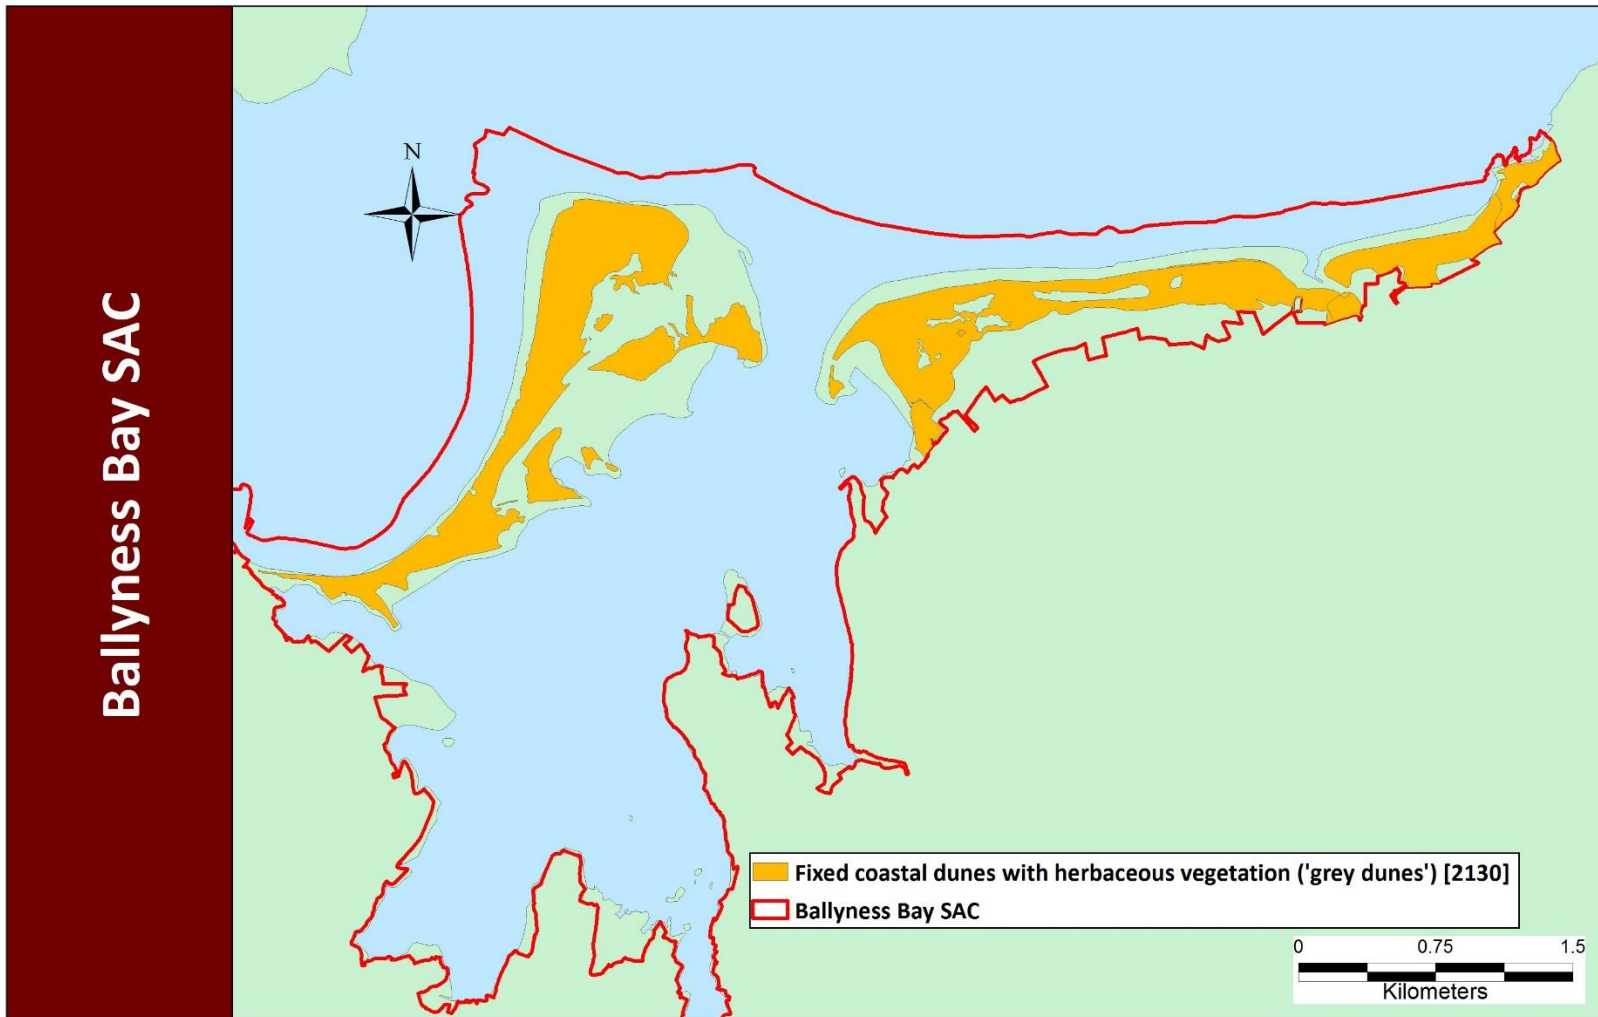 Ballyness Bay SAC
N
Fixed coastal dunes with herbaceous vegetation ('grey dunes') [2130]
Ballyness Bay SAC
0 0.75 1.5
Kilometers